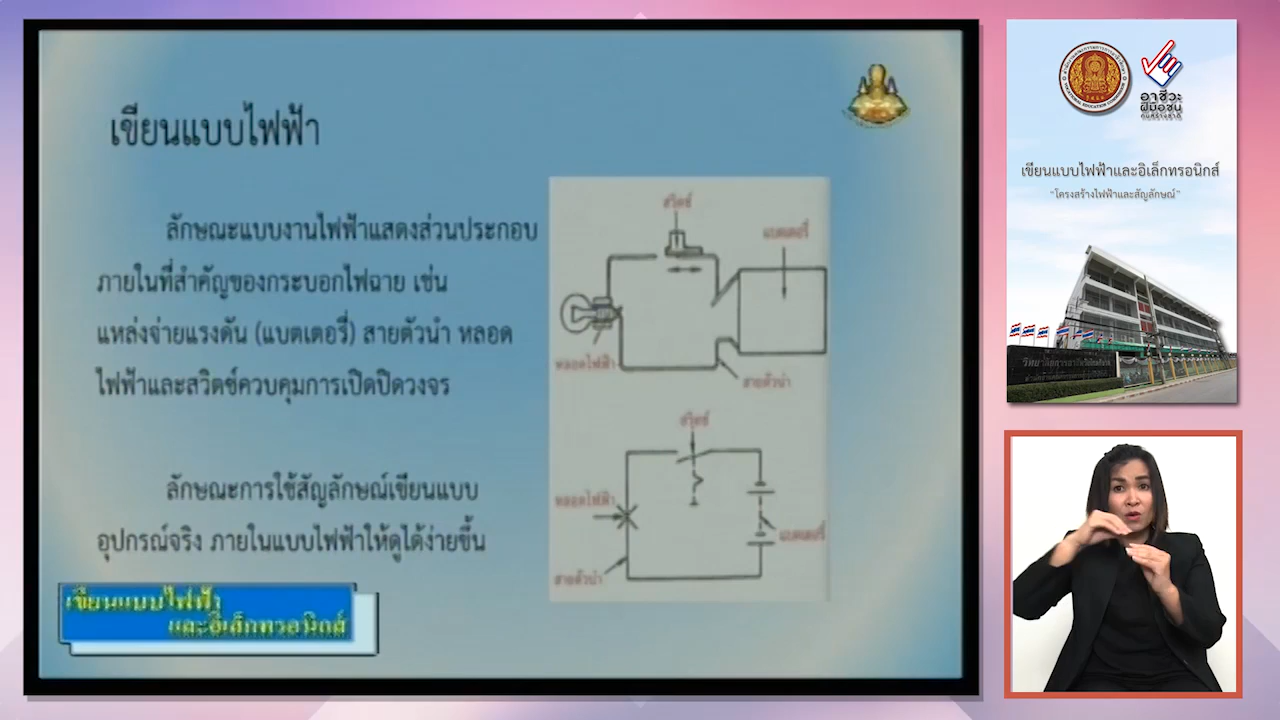 เขียนแบบไฟฟ้า
ลักษณะแบบงานไฟฟ้าแสดงส่วนประกอบ
ภายในที่สำคัญของกระบอกไฟฉาย เช่น
แหล่งจ่ายแรงดัน (แบตเตอรี่) สายตัวนำ หลอด
ไฟฟ้าและสวิตช์ควบคุมการเปิดปิดวงจร
ลักษณะการใช้สัญลักษณ์เขียนแบบ
อุปกรณ์จริง ภายในแบบไฟฟ้าให้ดูได้ง่ายขึ้น
สวิตช์
แบตเตอรี่
หลอดไฟฟ้า
สายตัวนำ
สวิตช์
หลอดไฟฟ้า
แบตเตอรี่
สายตัวนำ
เขียนแบบไฟฟ้า
และอิเล็กทรอนิกส์
อาชีวะ
ฝีมือชน
คนสร้างชาติ
เขียนแบบไฟฟ้าและอิเล็กทรอนิกส์
"โครงสร้างไฟฟ้าและสัญลักษณ์"